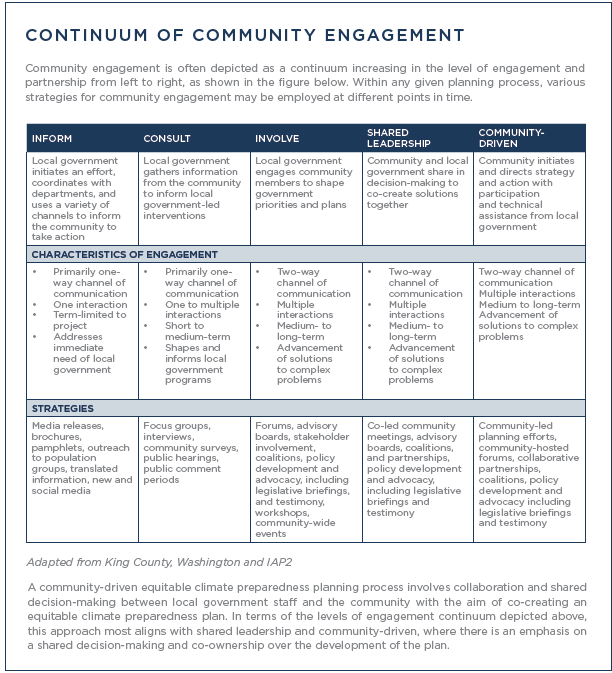 CONTINUUM OF COMMUNITY ENGAGEMENT
Community engagement is often depicted as a continuum increasing in the level of engagement and
partnership from left to right, as shown in the figure below. Within any given planning process, various
strategies for community engagement may be employed at different points in time.
INFORM
Local government
initiates an effort,
coordinates with
departments, and
uses a variety of
channels to inform
the community to
take action
CONSULT
Local government
gathers information
from the community
to inform local
government-led
interventions
INVOLVE
Local government
engages community
members to shape
government
priorities and plans
SHARED
LEADERSHIP
Community and local
government share in
decision-making to
co-create solutions
together
COMMUNITY-
DRIVEN
Community initiates
and directs strategy
and action with
participation
and technical
assistance from local
government
CHARACTERISTICS OF ENGAGEMENT
• Primarily one-
way channel of
communication
• One interaction
• Term-limited to
project
• Addresses
immediate
need of local
government
• Primarily one-
way channel of
communication
• One to multiple
interactions
• Short to
medium-term
• Shapes and
informs local
government
programs
• Two-way
channel of
communication
• Multiple
interactions
• Medium- to
long-term
• Advancement
of solutions
to complex
problems
• Two-way
channel of
communication
• Multiple
interactions
• Medium- to
long-term
• Advancement
of solutions
to complex
problems
Two-way channel of
communication
Multiple interactions
Medium to long-term
Advancement of
solutions to complex
problems
STRATEGIES
Media releases,
brochures,
pamphlets, outreach
to population
groups, translated
information, new and
social media
Focus groups,
interviews,
community surveys,
public hearings,
public comment
periods
Forums, advisory
boards, stakeholder
involvement,
coalitions, policy
development and
advocacy, including
legislative briefings,
and testimony,
workshops,
community-wide
events
Co-led community
meetings, advisory
boards, coalitions,
and partnerships,
policy development
and advocacy,
including legislative
briefings and
testimony
Community-led
planning efforts,
community-hosted
forums, collaborative
partnerships,
coalitions, policy
development and
advocacy including
legislative briefings
and testimony
Adapted from King County, Washington and IAP2
A community-driven equitable climate preparedness planning process involves collaboration and shared
decision-making between local government staff and the community with the aim of co-creating an
equitable climate preparedness plan. In terms of the levels of engagement continuum depicted above,
this approach most aligns with shared leadership and community-driven, where there is an emphasis on
a shared decision-making and co-ownership over the development of the plan.